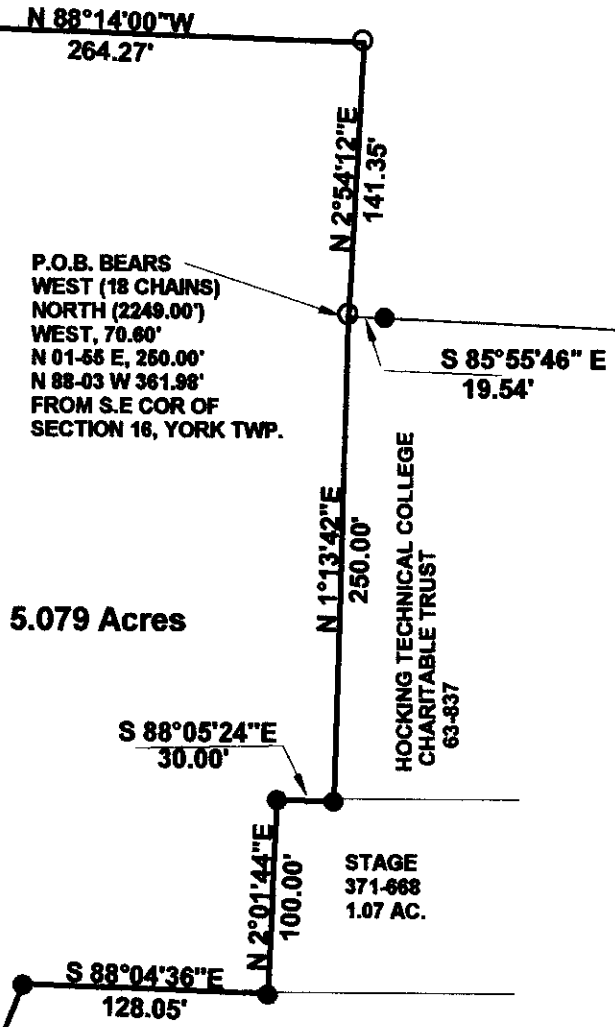 N 88°14'00"W
264.27'
N 2°54'12"E
141.35'
P.O.B. BEARS
WEST (18 CHAINS)
NORTH (2249.00')
WEST, 70.60'
N 01-55 E, 250.00'
N 88-03 W 361.98'
FROM S.E COR OF
SECTION 16, YORK TWP.
S 85°55'46" E
19.54'
N 1°13'42"E
250.00'
HOCKING TECHNICAL COLLEGE
CHARITABLE TRUST
63-837
5.079 Acres
S 88°05'24"E
30.00'
N 2°01'44"E
100.00'
STAGE
371-668
1.07 AC.
S 88°04'36"E
128.05'